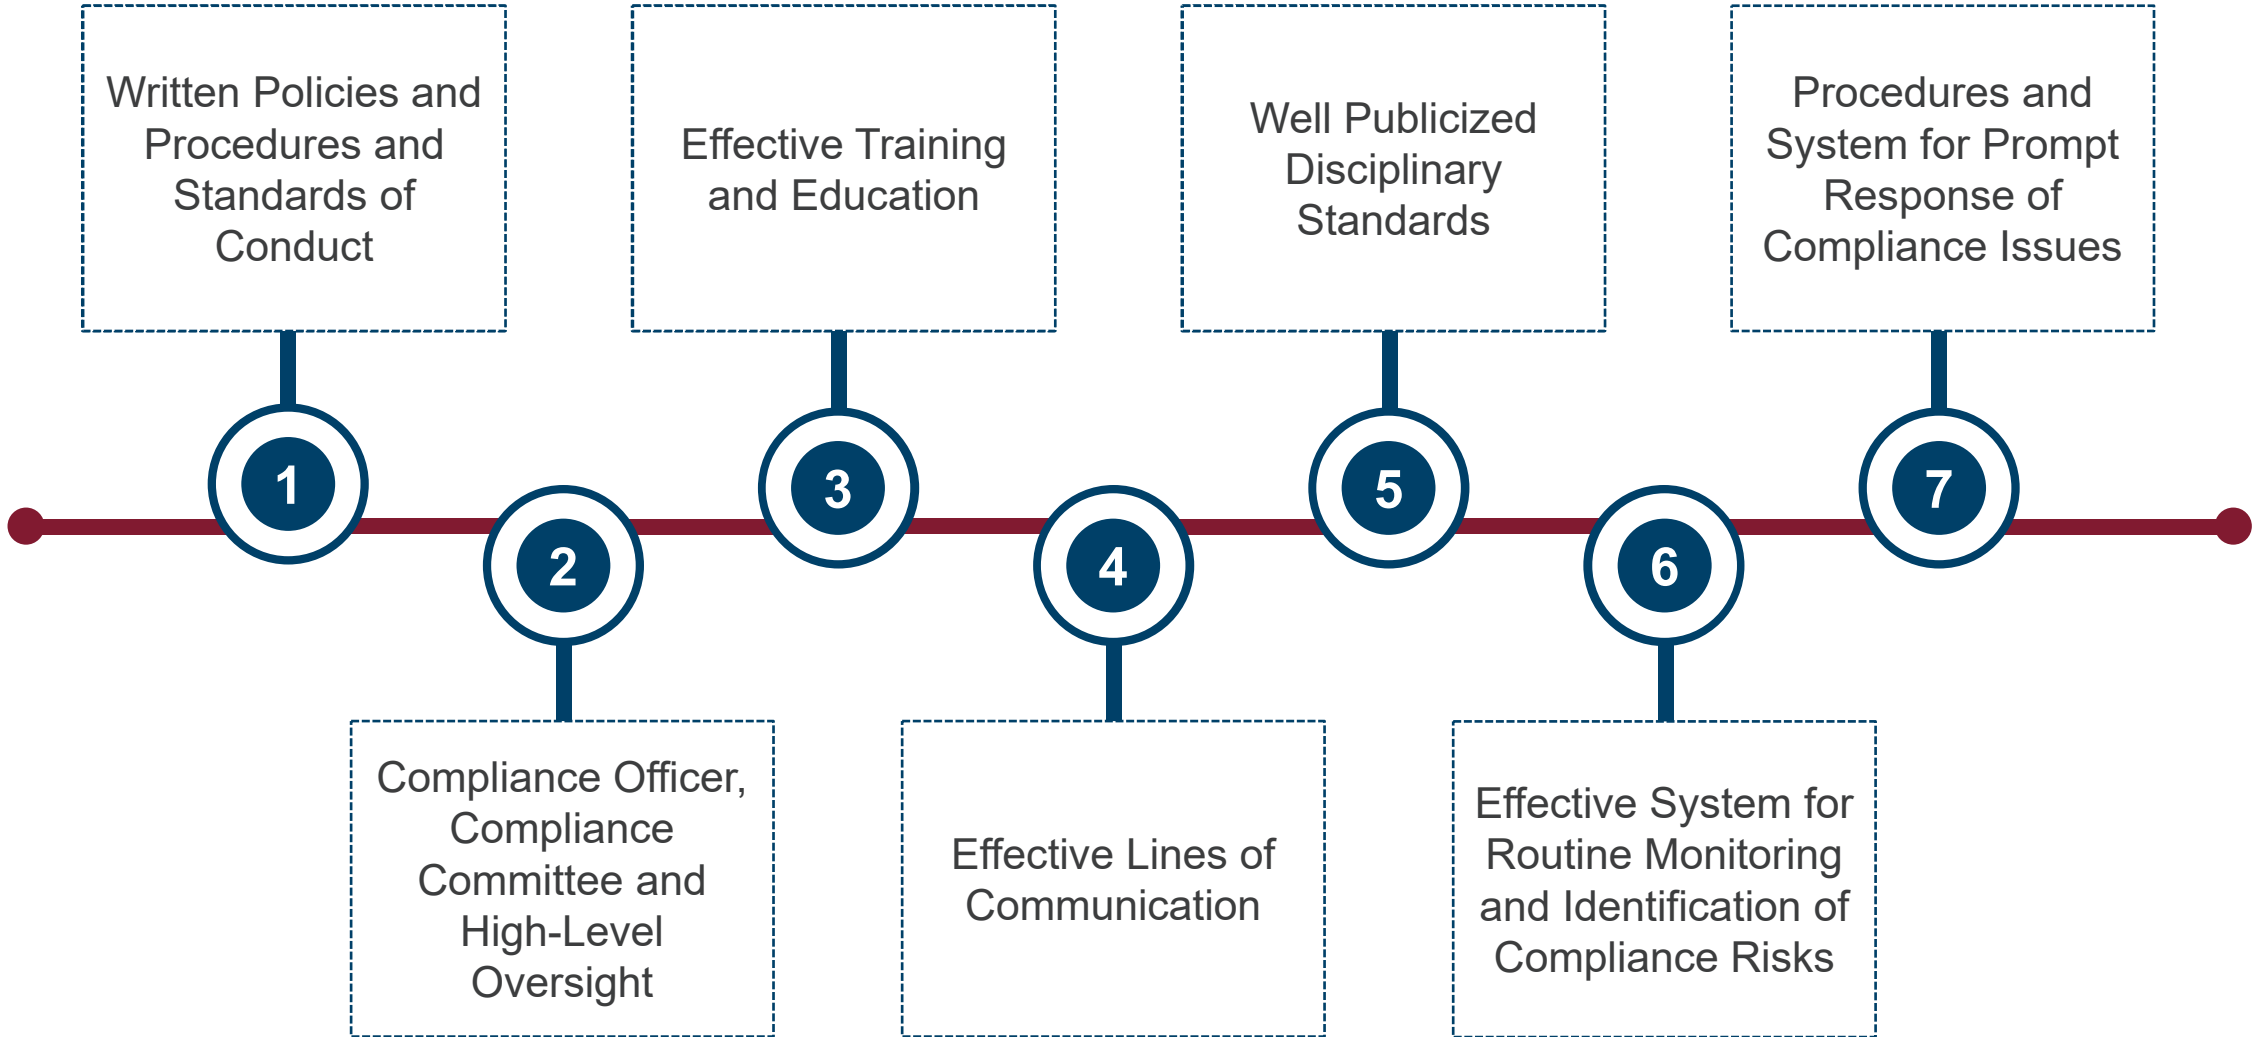 Written Policies and
Procedures and
Standards of
Conduct
1
Compliance Officer,
Compliance
Committee and
High-Level
Oversight
2
Effective Training
and Education
3
Effective Lines of
Communication
4
Well Publicized
Disciplinary
Standards
5
Effective System for
Routine Monitoring
and Identification of
Compliance Risks
6
Procedures and
System for Prompt
Response of
Compliance Issues
7